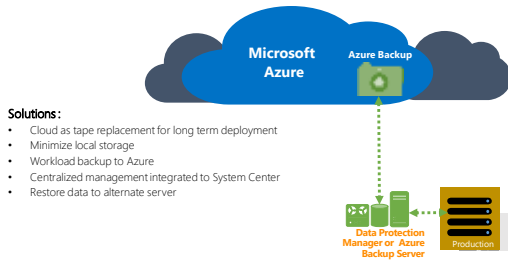 Microsoft
Azure
Azure Backup
Solutions:
• Cloud as tape replacement for long term deployment
• Minimize local storage
• Workload backup to Azure
• Centralized management integrated to System Center
• Restore data to alternate server
Data Protection
Manager or Azure
Backup Server
Production